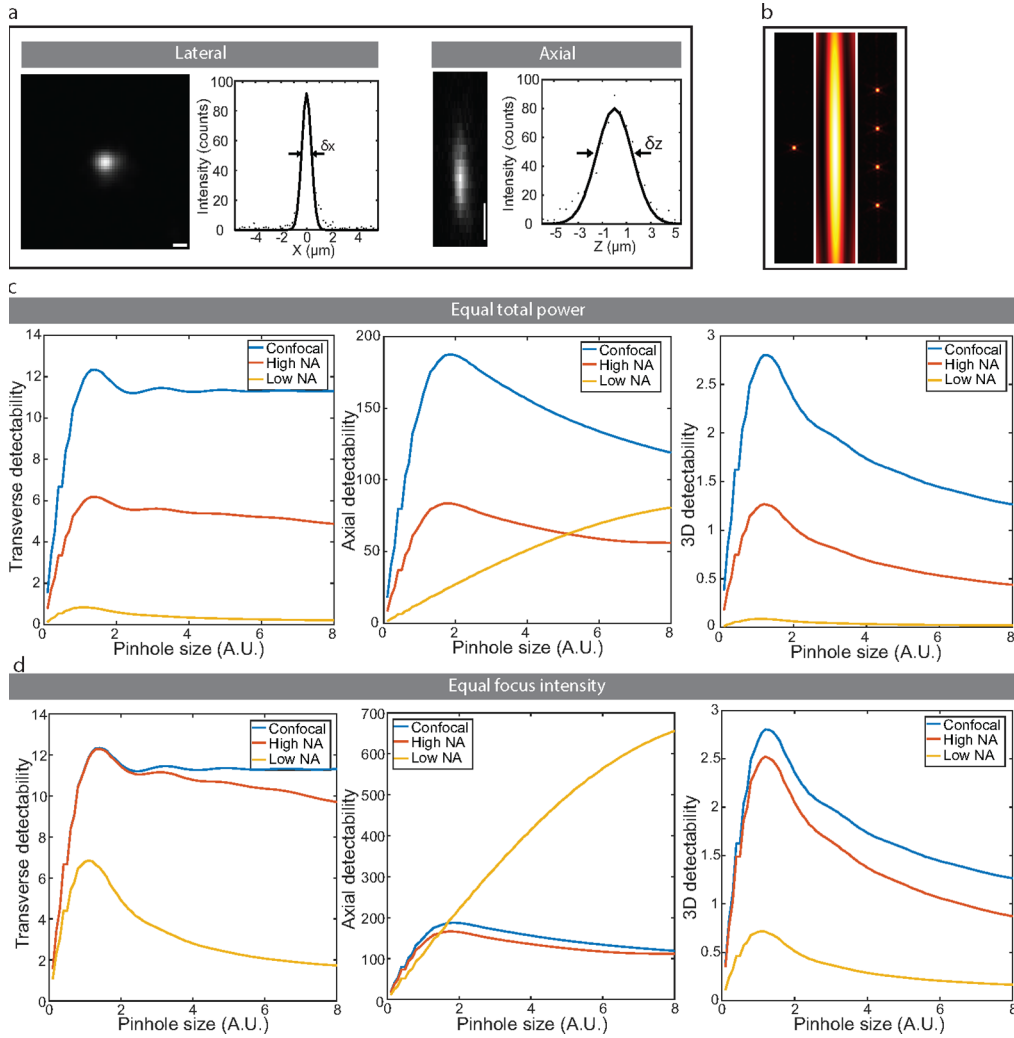 a
b
Lateral
Axial
100
80
60
40
20
0
Intensity (counts)
δx
-4
-2
0
2
4
X (µm)
100
80
60
40
20
0
Intensity (counts)
δz
-5
-3
-1
1
3
5
Z (µm)
c
Equal total power
14
12
10
8
6
4
2
0
Transverse detectability
Confocal
High NA
Low NA
0
2
4
6
8
Pinhole size (A.U.)
200
150
100
50
0
Axial detectability
Confocal
High NA
Low NA
0
2
4
6
8
Pinhole size (A.U.)
3
2.5
2
1.5
1
0.5
0
3D detectability
Confocal
High NA
Low NA
0
2
4
6
8
Pinhole size (A.U.)
d
Equal focus intensity
14
12
10
8
6
4
2
0
Transverse detectability
Confocal
High NA
Low NA
0
2
4
6
8
Pinhole size (A.U.)
700
600
500
400
300
200
100
0
Axial detectability
Confocal
High NA
Low NA
0
2
4
6
8
Pinhole size (A.U.)
3
2.5
2
1.5
1
0.5
0
3D detectability
Confocal
High NA
Low NA
0
2
4
6
8
Pinhole size (A.U.)